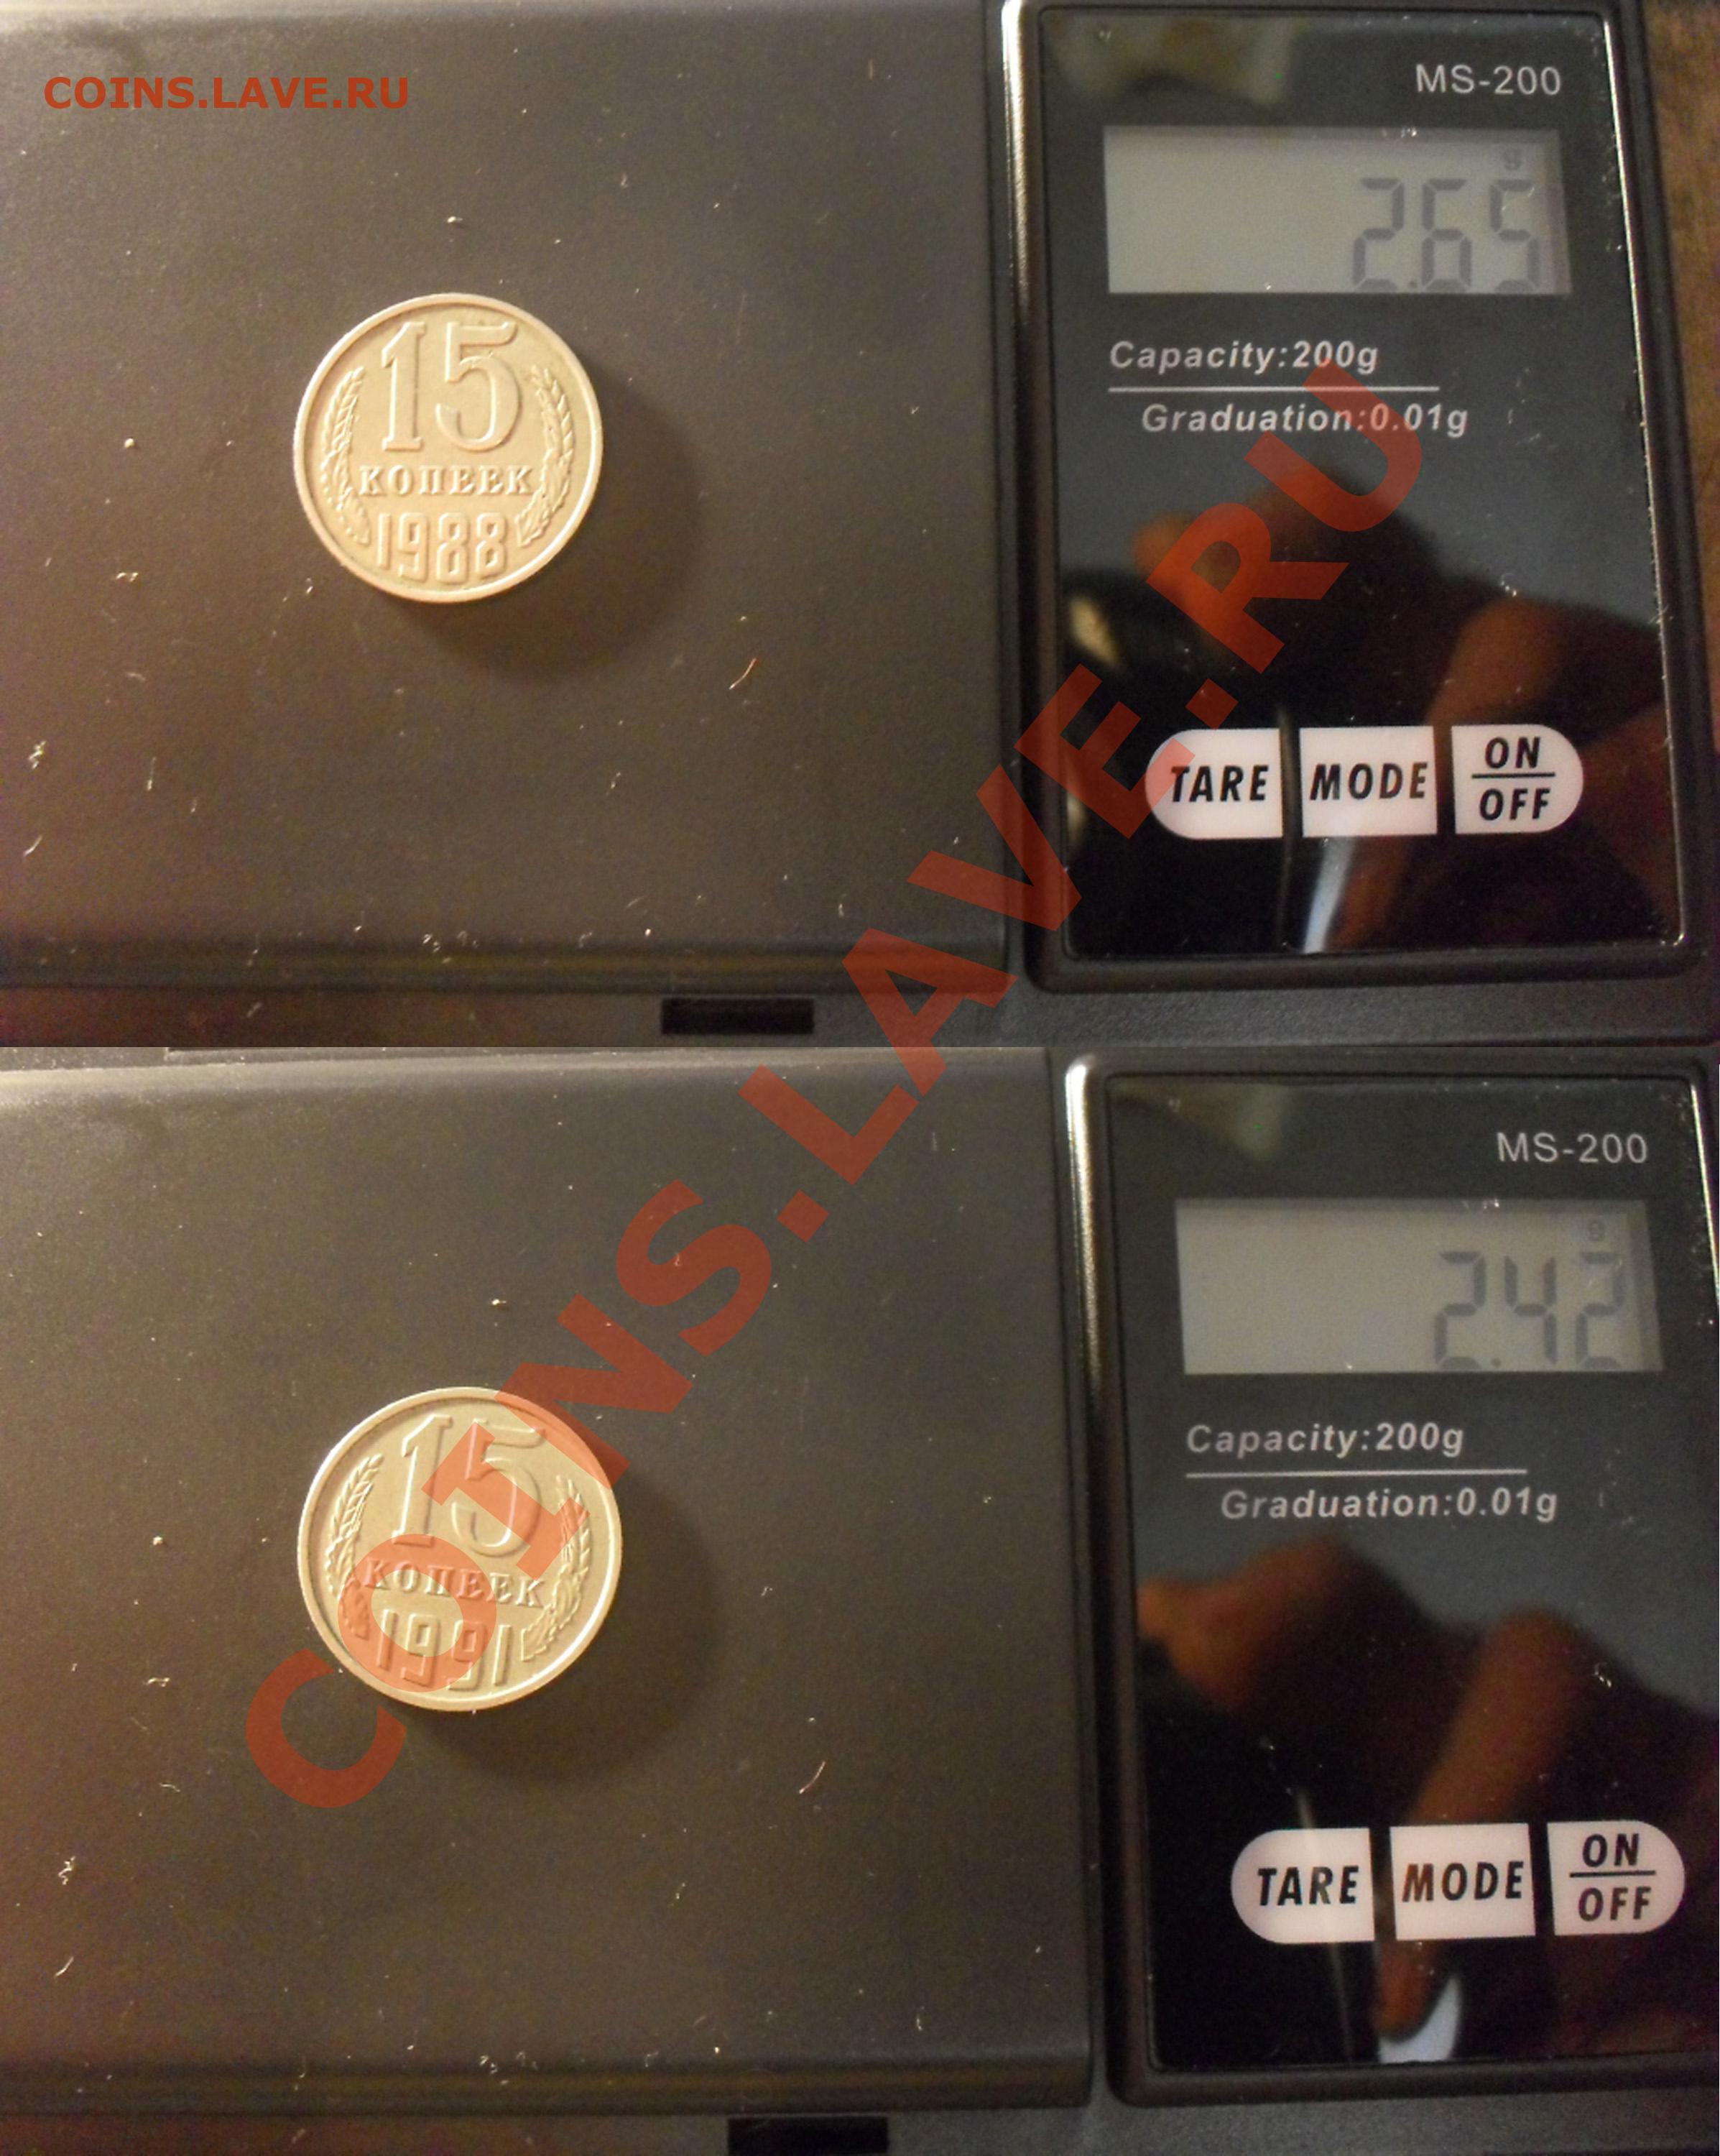 COINS.LAVE.RU
MS-200
g
2.65
Capacity:200g
Graduation:0.01g
15
КОПЕЕК
1988
TARE MODE ON
OFF
COINS.LAVE.RU
MS-200
g
2.42
Capacity:200g
Graduation:0.01g
15
КОПЕЕК
1991
TARE MODE ON
OFF